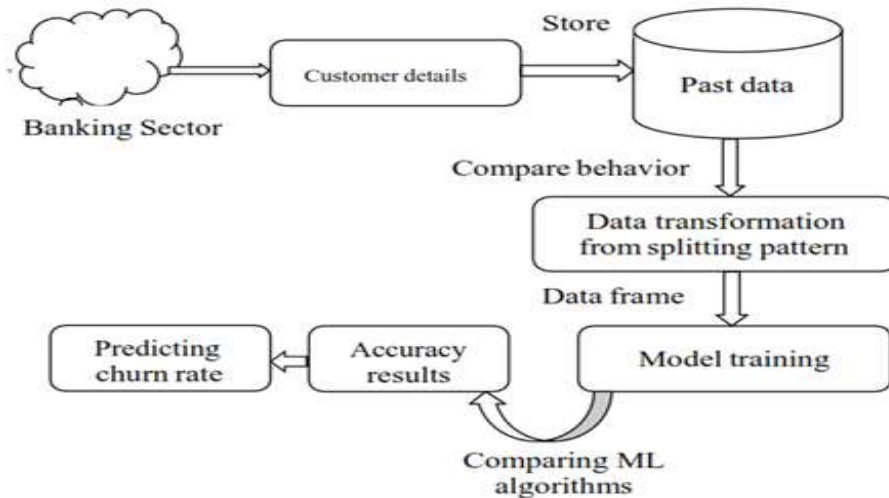 Store
Customer details
Past data
Banking Sector
Compare behavior
Data transformation
from splitting pattern
Data frame
Predicting
churn rate
Accuracy
results
Model training
Comparing ML
algorithms